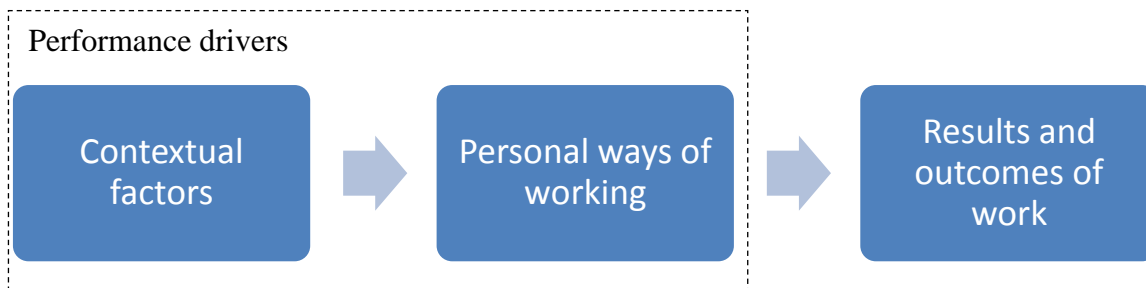 Performance drivers
Contextual
factors
Personal ways of
working
Results and
outcomes of
work